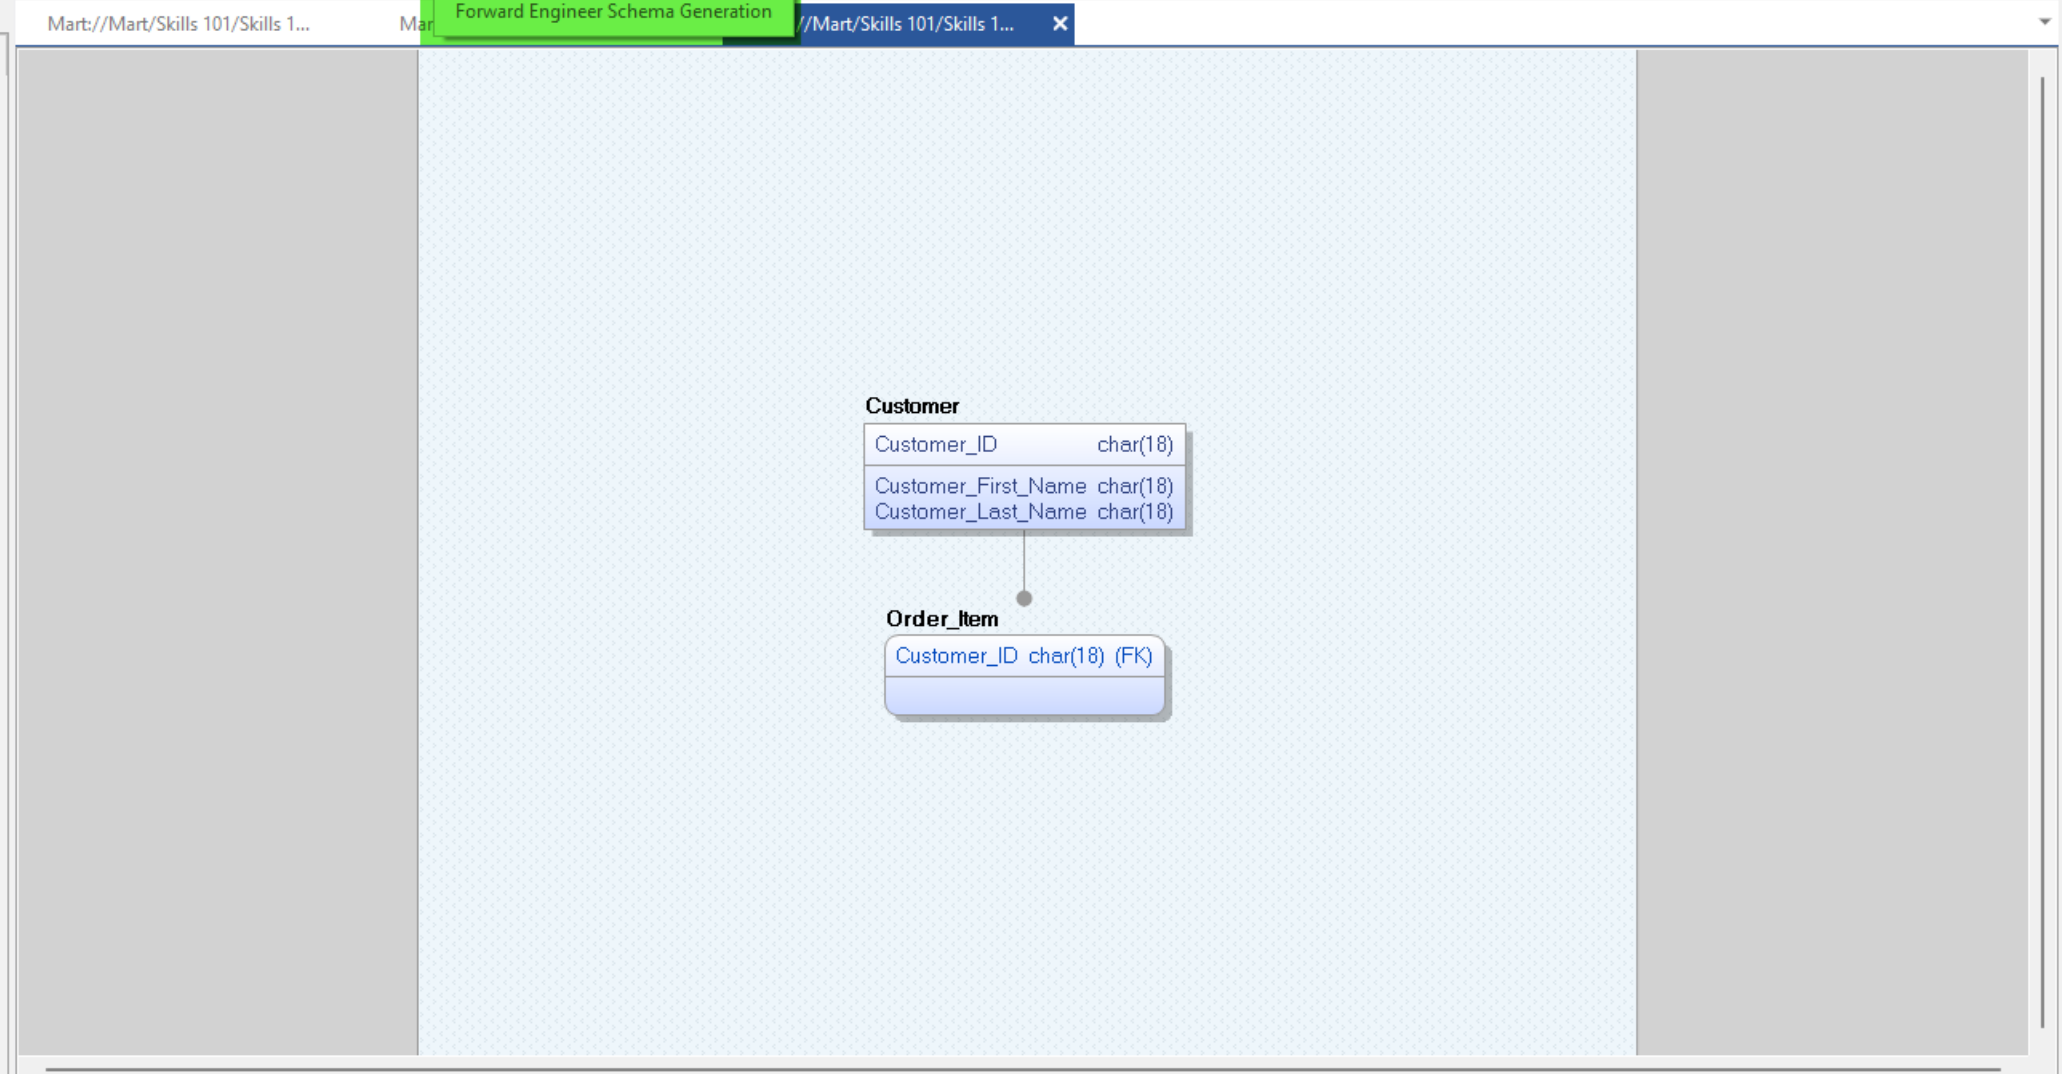 Forward Engineer Schema Generation
Mart://Mart/Skills 101/Skills 1... Mar //Mart/Skills 101/Skills 1...
Customer
Customer_ID char(18)
Customer_First_Name char(18)
Customer_Last_Name char(18)
Order_Item
Customer_ID char(18) (FK)